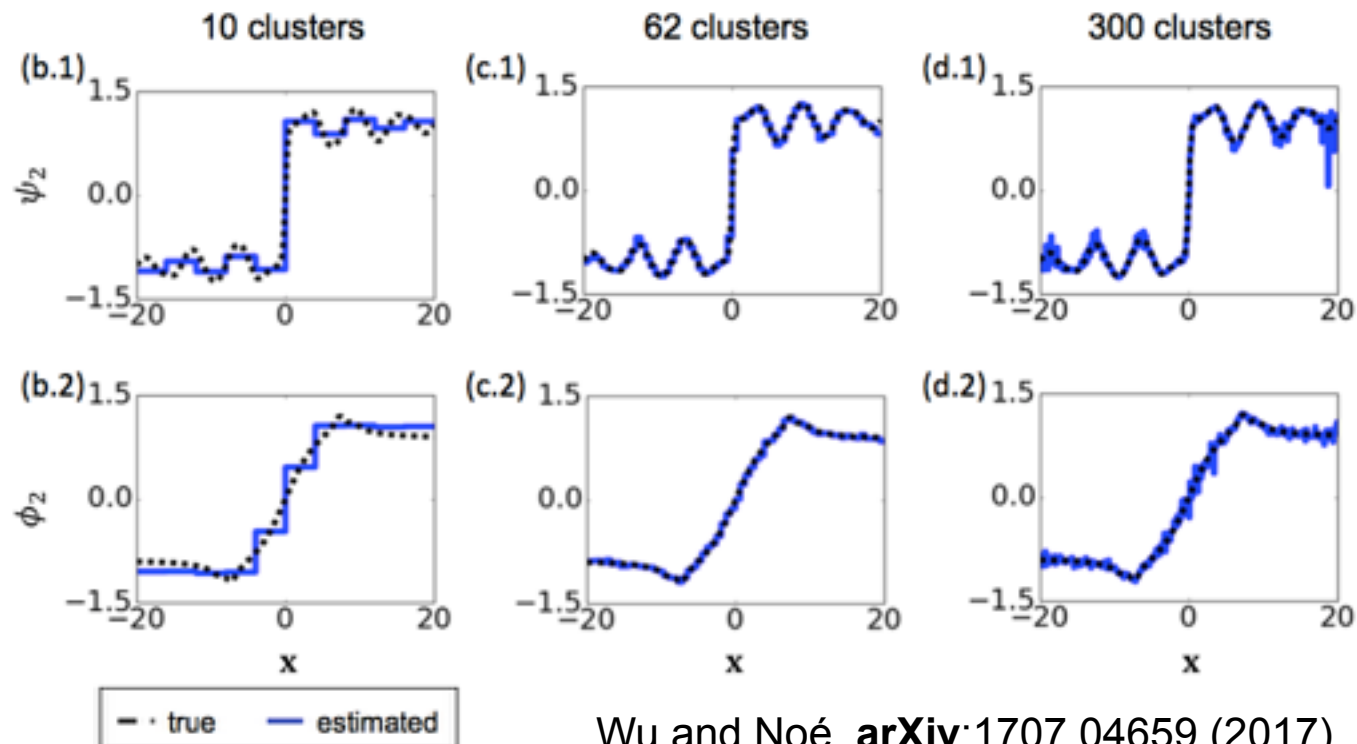 10 clusters 62 clusters 300 clusters
(b.1) (c.1) (d.1)
1.5 1.5 1.5
ψ2 0.0 0.0 0.0
−1.5 −1.5 −1.5
−20 0 20 −20 0 20 −20 0 20
(b.2) (c.2) (d.2)
1.5 1.5 1.5
ϕ2 0.0 0.0 0.0
−1.5 −1.5 −1.5
−20 0 20 −20 0 20 −20 0 20
x x x
true estimated
Wu and Noé, arXiv:1707.04659 (2017)